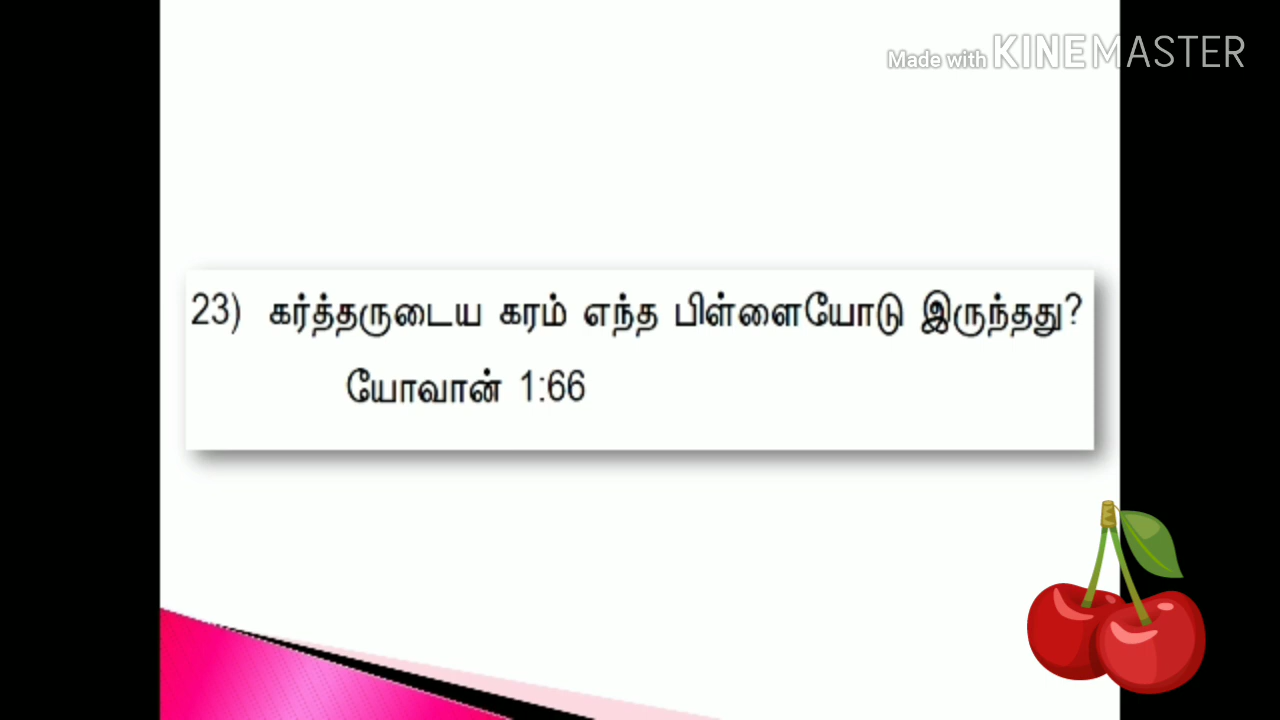 Made with KINEMASTER
23) கர்த்தருடைய கரம் எந்த பிள்ளையோடு இருந்தது?
யோவான் 1:66